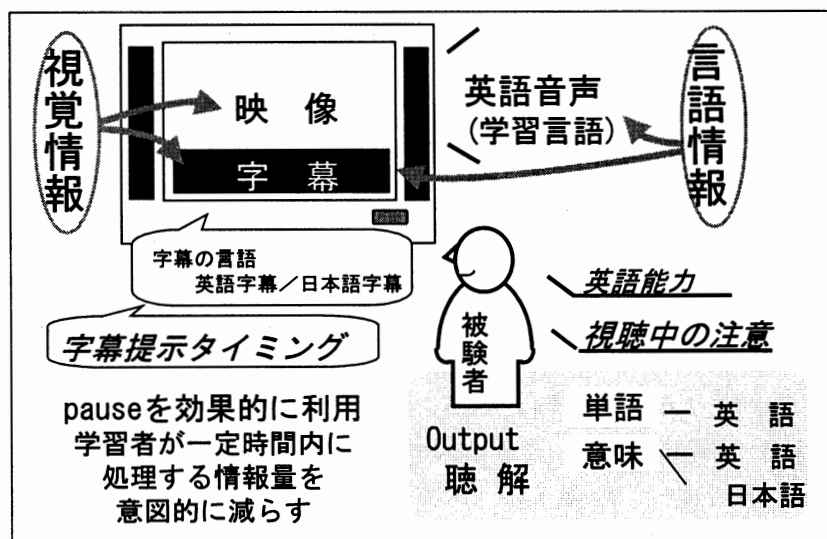 視覚情報
映 像
字 幕
英語音声
(学習言語)
言語情報
字幕の言語
英語字幕／日本語字幕
字幕提示タイミング
被験者
英語能力
視聴中の注意
pauseを効果的に利用
学習者が一定時間内に
処理する情報量を
意図的に減らす
Output
聴 解
単語 ― 英 語
意味 ― 英 語
日本語